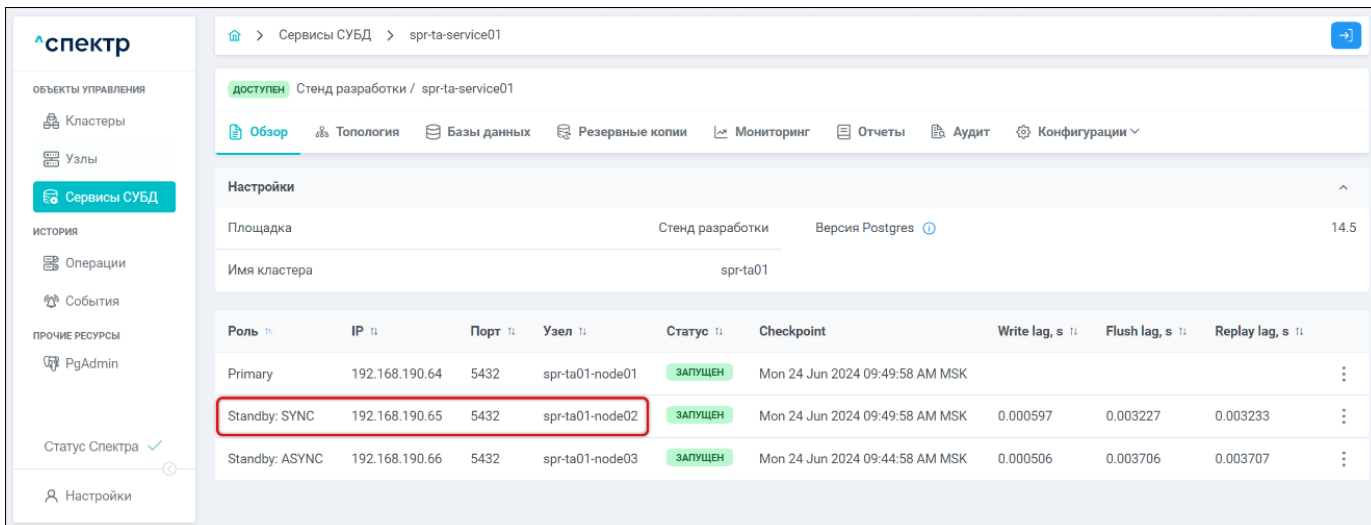 ^спектр
ОБЪЕКТЫ УПРАВЛЕНИЯ
Кластеры
Узлы
Сервисы СУБД
ИСТОРИЯ
Операции
События
ПРОЧИЕ РЕСУРСЫ
PgAdmin
Статус Спектра
Настройки
> Сервисы СУБД > spr-ta-service01
ДОСТУПЕН Стенд разработки / spr-ta-service01
Обзор Топология Базы данных Резервные копии Мониторинг Отчеты Аудит Конфигурации
Настройки
Площадка Стенд разработки Версия Postgres 14.5
Имя кластера spr-ta01
Роль IP Порт Узел Статус Checkpoint Write lag, s Flush lag, s Replay lag, s
Primary 192.168.190.64 5432 spr-ta01-node01 ЗАПУЩЕН Mon 24 Jun 2024 09:49:58 AM MSK
Standby: SYNC 192.168.190.65 5432 spr-ta01-node02 ЗАПУЩЕН Mon 24 Jun 2024 09:49:58 AM MSK 0.000597 0.003227 0.003233
Standby: ASYNC 192.168.190.66 5432 spr-ta01-node03 ЗАПУЩЕН Mon 24 Jun 2024 09:44:58 AM MSK 0.000506 0.003706 0.003707